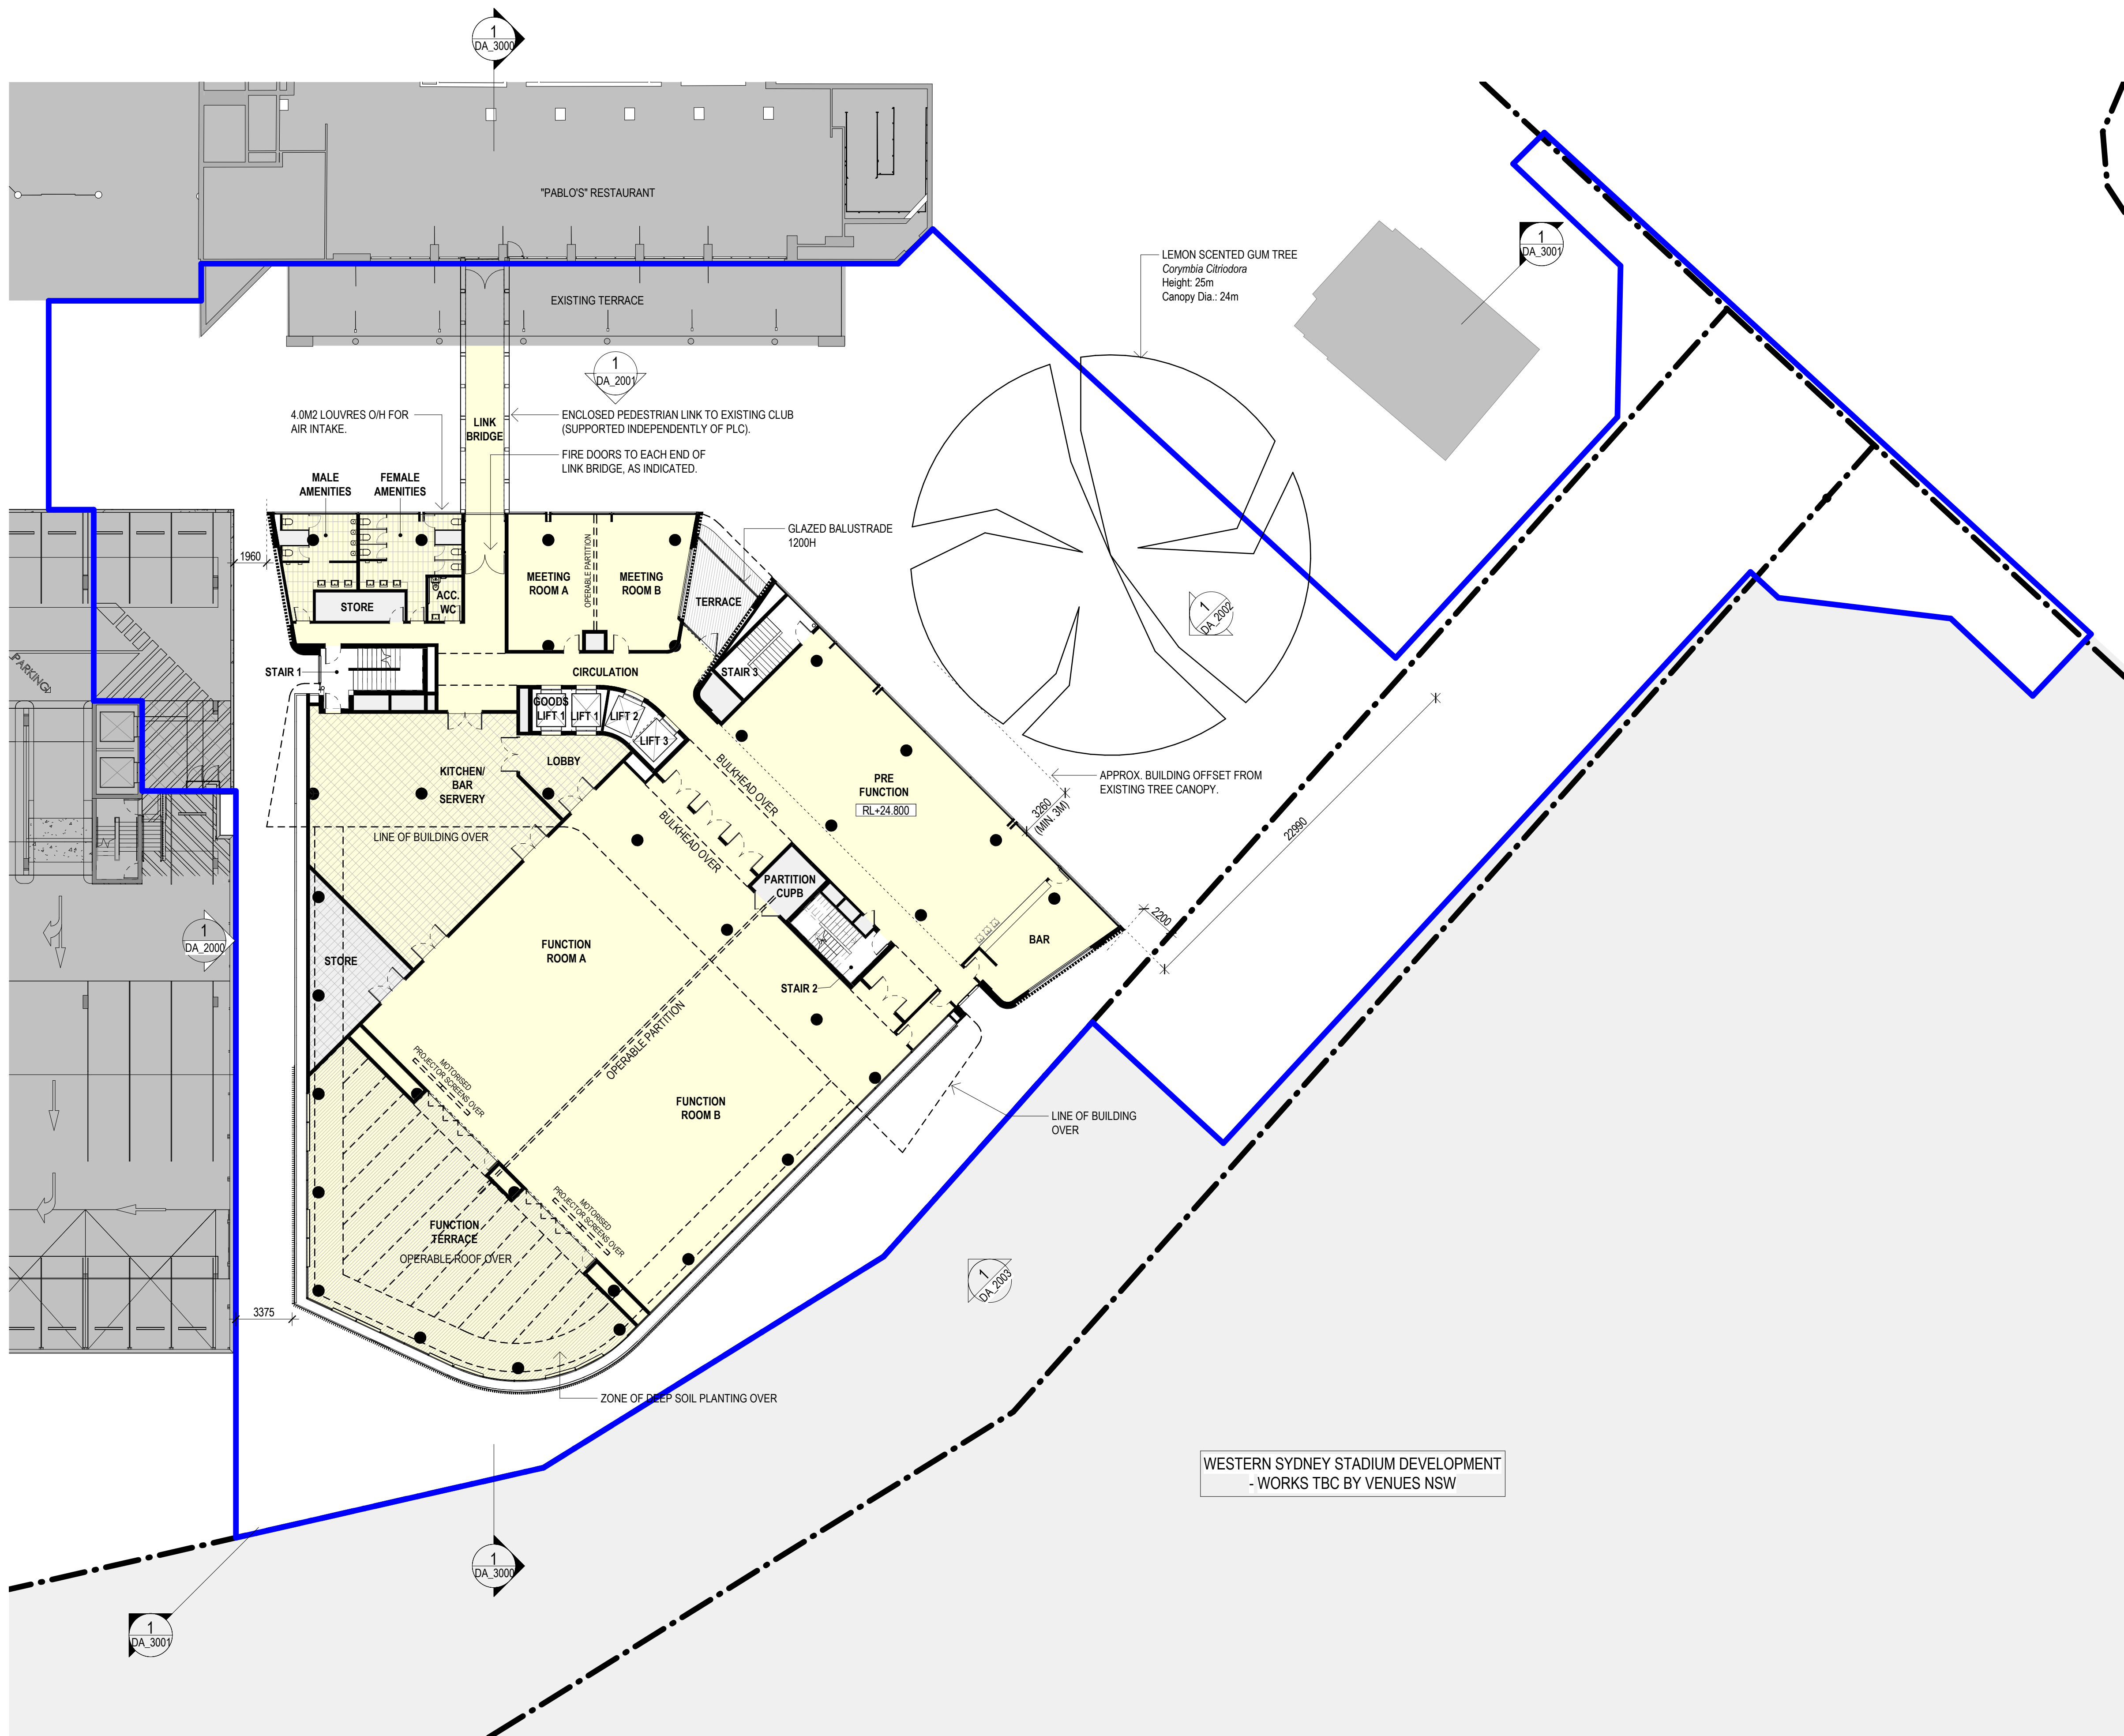 1
DA_3000
"PABLO'S" RESTAURANT
LEMON SCENTED GUM TREE
Corymbia Citriodora
Height: 25m
Canopy Dia.: 24m
1
DA_3001
EXISTING TERRACE
1
DA_2001
4.0M2 LOUVRES O/H FOR
AIR INTAKE.
LINK
BRIDGE
ENCLOSED PEDESTRIAN LINK TO EXISTING CLUB
(SUPPORTED INDEPENDENTLY OF PLC).
FIRE DOORS TO EACH END OF
LINK BRIDGE, AS INDICATED.
MALE
AMENITIES
FEMALE
AMENITIES
GLAZED BALUSTRADE
1200H
1960
OPERABLE PARTITION
MEETING
ROOM A
MEETING
ROOM B
ACC.
WC
STORE
TERRACE
1
DA_2002
PARKING
STAIR 1
CIRCULATION
STAIR 3
GOODS
LIFT 1
LIFT 1
LIFT 2
LIFT 3
LOBBY
KITCHEN/
BAR
SERVERY
BULKHEAD OVER
PRE
FUNCTION
RL+24.800
APPROX. BUILDING OFFSET FROM
EXISTING TREE CANOPY.
3260
(MIN. 3M)
22990
LINE OF BUILDING OVER
BULKHEAD OVER
PARTITION
CUPB
2200
1
DA_2000
FUNCTION
ROOM A
BAR
STORE
STAIR 2
OPERABLE PARTITION
MOTORISED
PROJECTOR SCREENS OVER
FUNCTION
ROOM B
LINE OF BUILDING
OVER
MOTORISED
PROJECTOR SCREENS OVER
FUNCTION
TERRACE
OPERABLE ROOF OVER
1
DA_2003
3375
ZONE OF DEEP SOIL PLANTING OVER
WESTERN SYDNEY STADIUM DEVELOPMENT
- WORKS TBC BY VENUES NSW
1
DA_3000
1
DA_3001